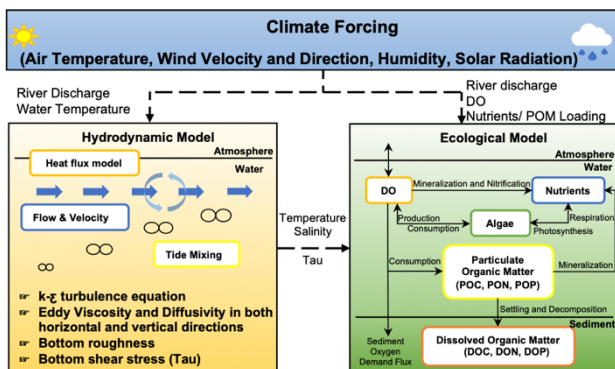 Climate Forcing
(Air Temperature, Wind Velocity and Direction, Humidity, Solar Radiation)
River Discharge
Water Temperature
River discharge
DO
Nutrients/ POM Loading
Hydrodynamic Model
Atmosphere
Water
Heat flux model
Flow & Velocity
Tide Mixing
k-ε turbulence equation
Eddy Viscosity and Diffusivity in both
horizontal and vertical directions
Bottom roughness
Bottom shear stress (Tau)
Temperature
Salinity
Tau
Ecological Model
Atmosphere
Water
DO
Mineralization and Nitrification
Nutrients
Production
Consumption
Algae
Respiration
Photosynthesis
Consumption
Particulate
Organic Matter
(POC, PON, POP)
Mineralization
Settling and Decomposition
Sediment
Sediment
Oxygen
Demand Flux
Dissolved Organic Matter
(DOC, DON, DOP)